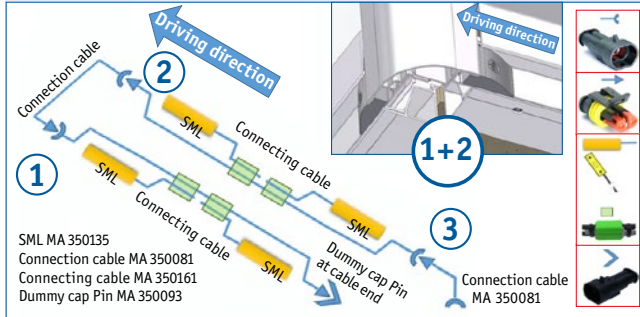 Driving direction
Driving direction
Connection cable
2
SML
Connecting cable
1+2
1
SML
SML
3
Connecting cable
SML
Dummy cap Pin
at cable end
Connection cable
MA 350081
SML MA 350135
Connection cable MA 350081
Connecting cable MA 350161
Dummy cap Pin MA 350093